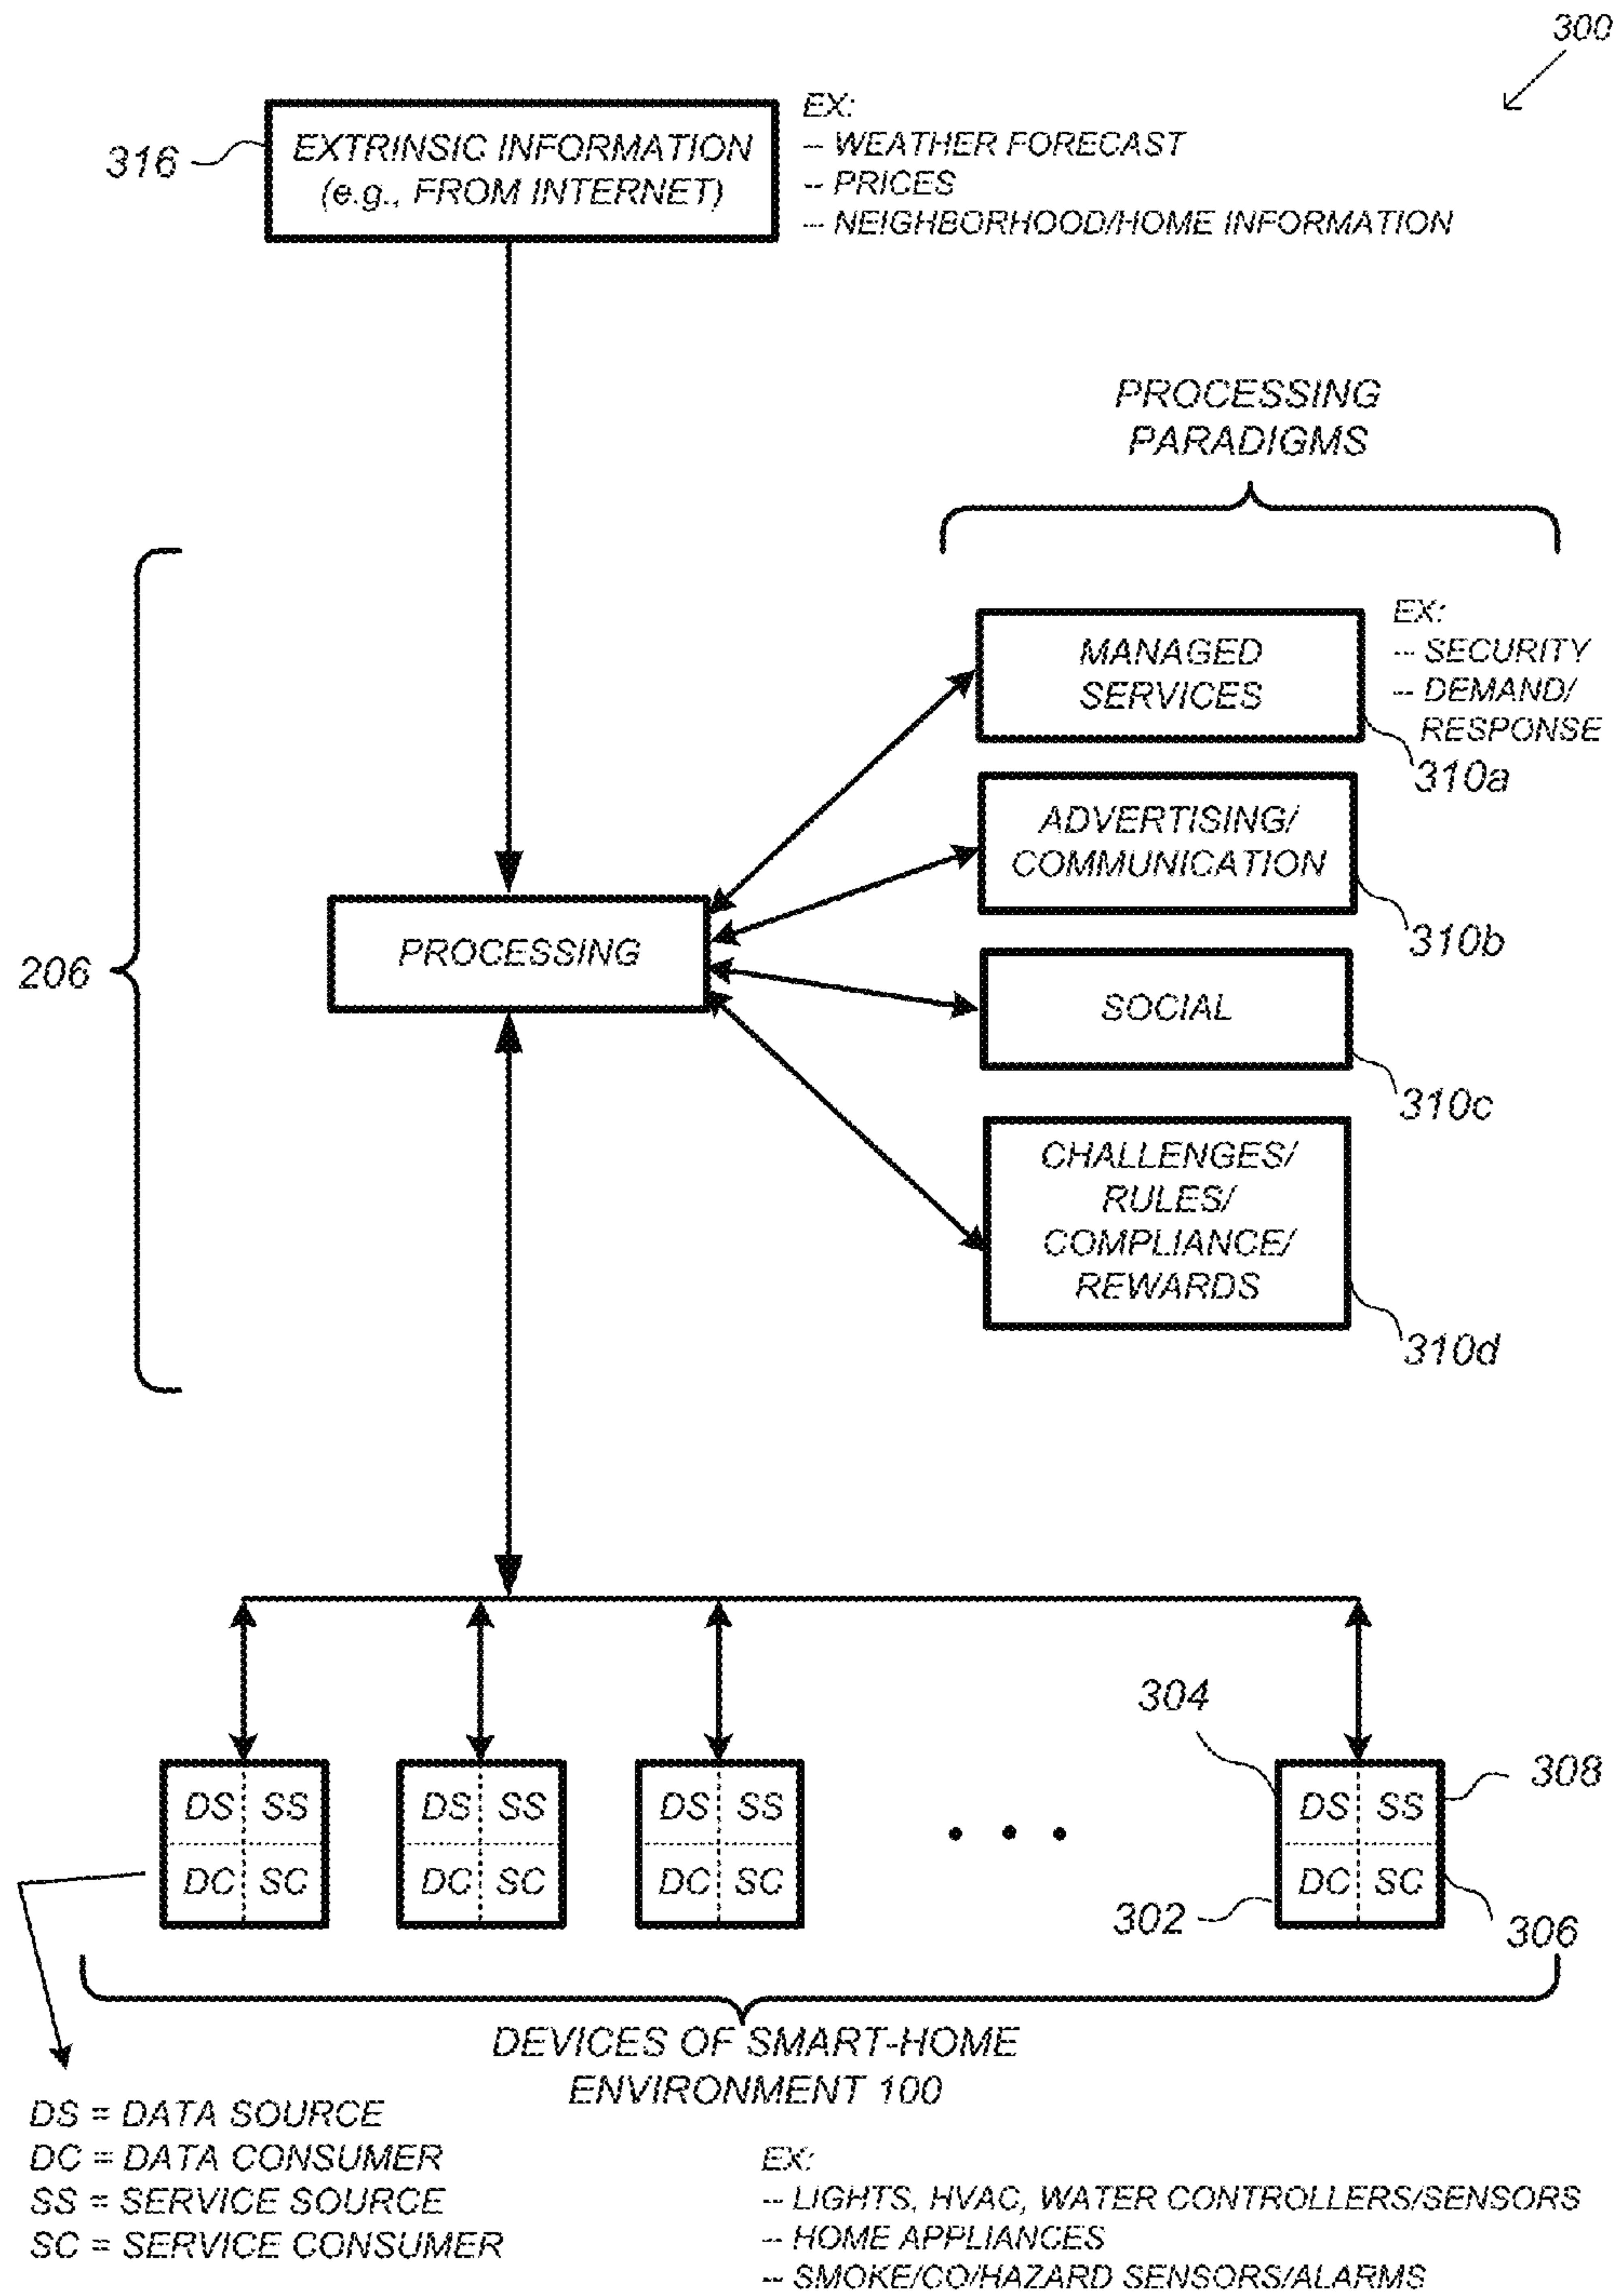 300
316
EXTRINSIC INFORMATION
(e.g., FROM INTERNET)
EX:
-- WEATHER FORECAST
-- PRICES
-- NEIGHBORHOOD/HOME INFORMATION
PROCESSING
PARADIGMS
206
PROCESSING
MANAGED
SERVICES
EX:
-- SECURITY
-- DEMAND/
RESPONSE
310a
ADVERTISING/
COMMUNICATION
310b
SOCIAL
310c
CHALLENGES/
RULES/
COMPLIANCE/
REWARDS
310d
DS SS
DC SC
DS SS
DC SC
DS SS
DC SC
• • •
304
308
DS SS
DC SC
302
306
DEVICES OF SMART-HOME
ENVIRONMENT 100
DS = DATA SOURCE
DC = DATA CONSUMER
SS = SERVICE SOURCE
SC = SERVICE CONSUMER
EX:
-- LIGHTS, HVAC, WATER CONTROLLERS/SENSORS
-- HOME APPLIANCES
-- SMOKE/CO/HAZARD SENSORS/ALARMS